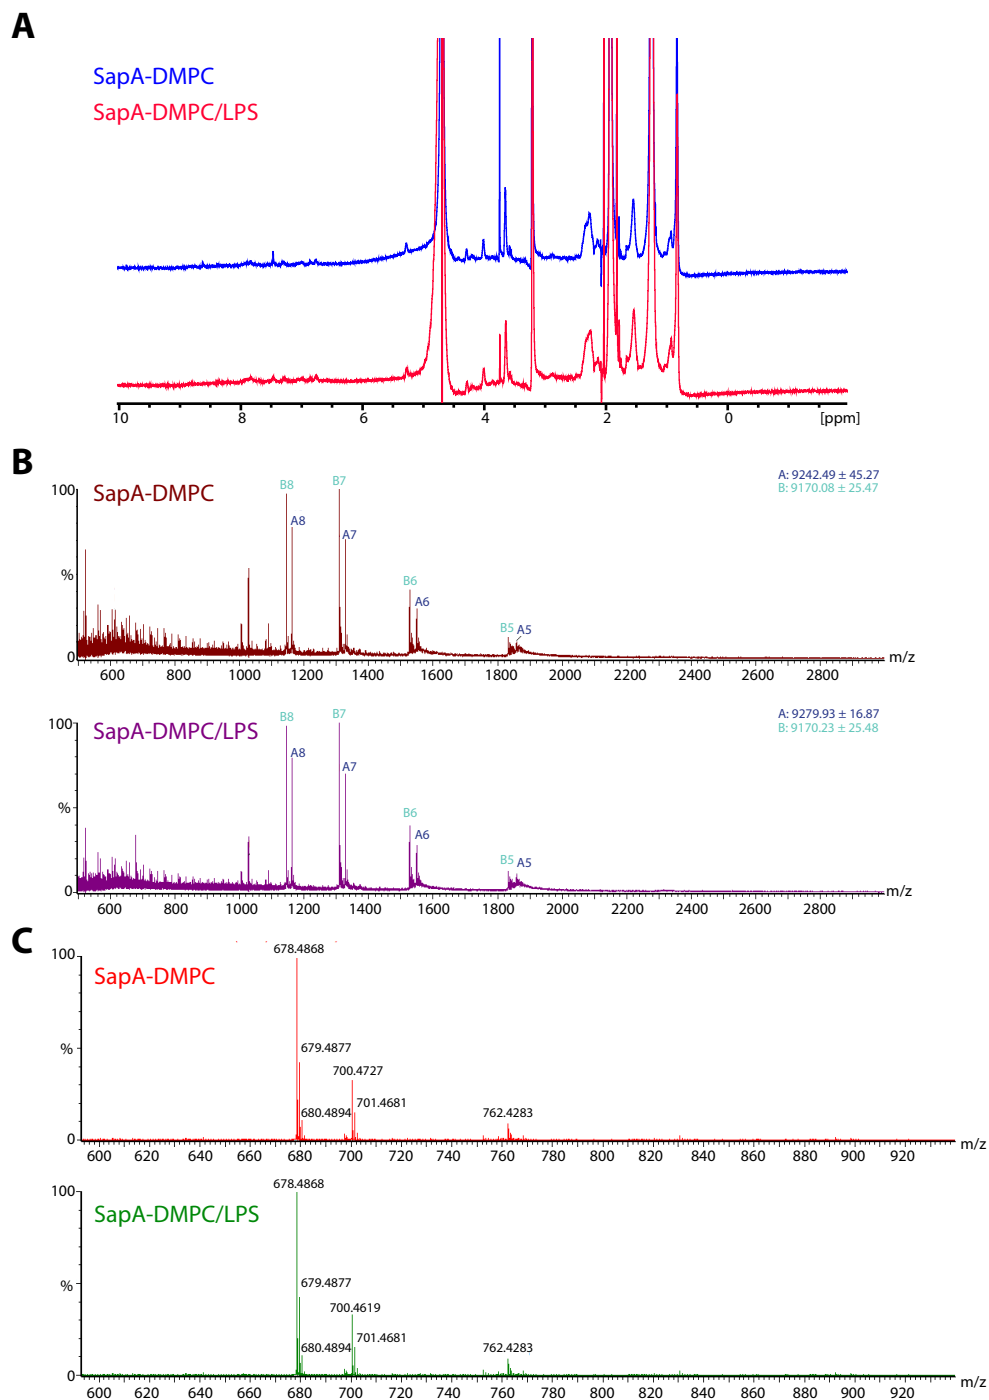 A
SapA-DMPC
SapA-DMPC/LPS
10 8 6 4 2 0 [ppm]
B
A: 9242.49 ± 45.27
B: 9170.08 ± 25.47
100
SapA-DMPC
B8
A8
B7
A7
%
B6
A6
B5
A5
0
m/z
600 800 1000 1200 1400 1600 1800 2000 2200 2400 2600 2800
A: 9279.93 ± 16.87
B: 9170.23 ± 25.48
100
SapA-DMPC/LPS
B8
A8
B7
A7
%
B6
A6
B5
A5
0
m/z
600 800 1000 1200 1400 1600 1800 2000 2200 2400 2600 2800
C
100
678.4868
SapA-DMPC
%
679.4877
700.4727
680.4894
701.4681
762.4283
0
m/z
600 620 640 660 680 700 720 740 760 780 800 820 840 860 880 900 920
100
678.4868
SapA-DMPC/LPS
%
679.4877
700.4619
680.4894
701.4681
762.4283
0
m/z
600 620 640 660 680 700 720 740 760 780 800 820 840 860 880 900 920